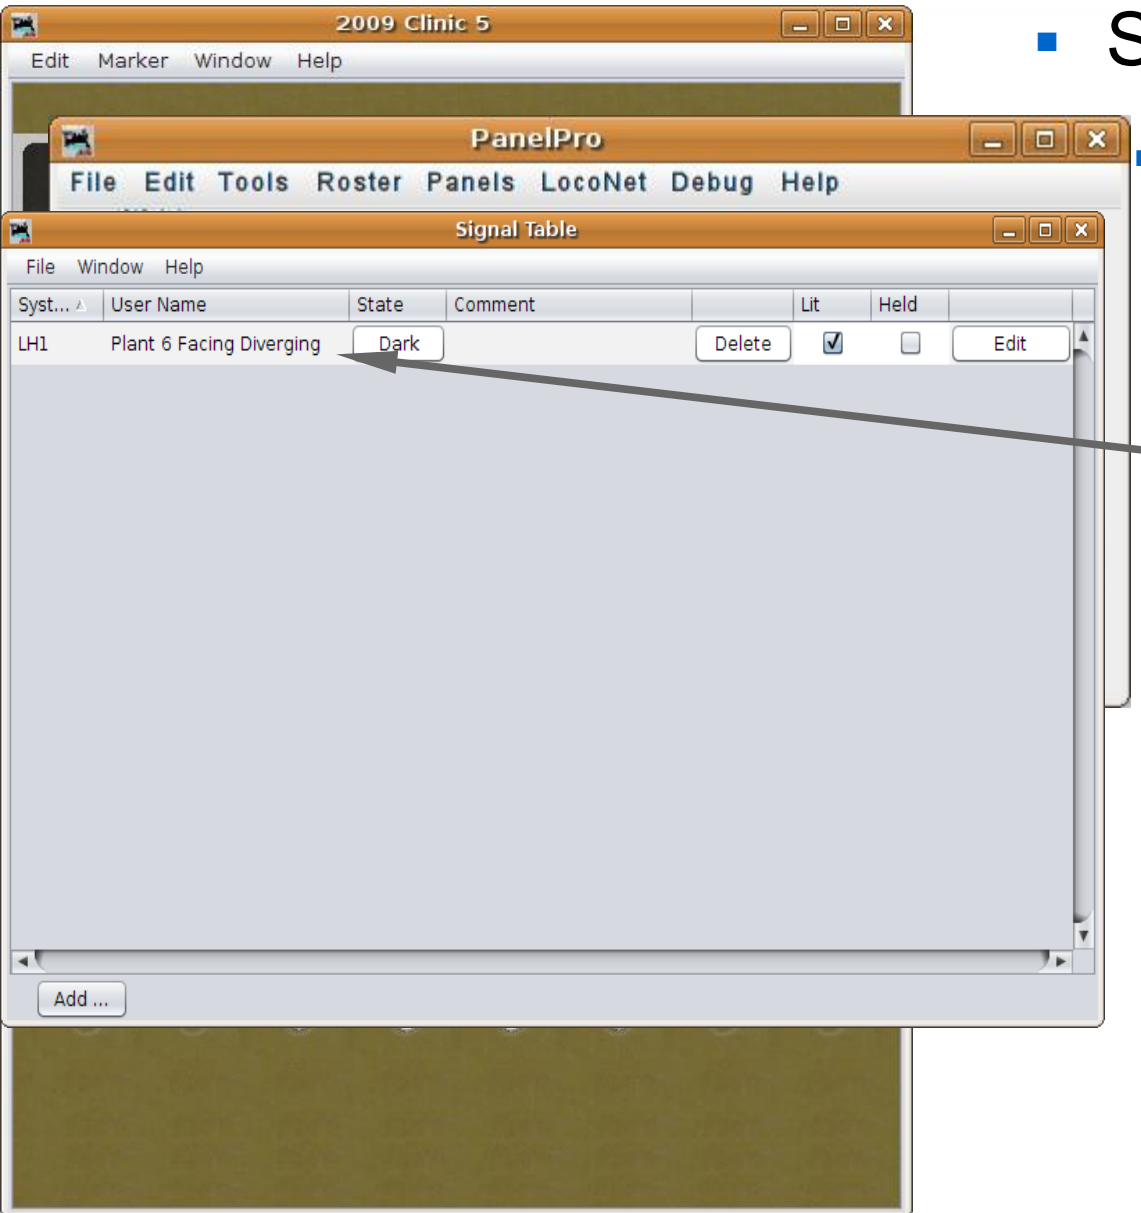 2009 Clinic 5
Edit Marker Window Help
S
PanelPro
File Edit Tools Roster Panels LocoNet Debug Help
Signal Table
File Window Help
Syst... User Name State Comment Lit Held
LH1 Plant 6 Facing Diverging Dark Delete Edit
Add ...